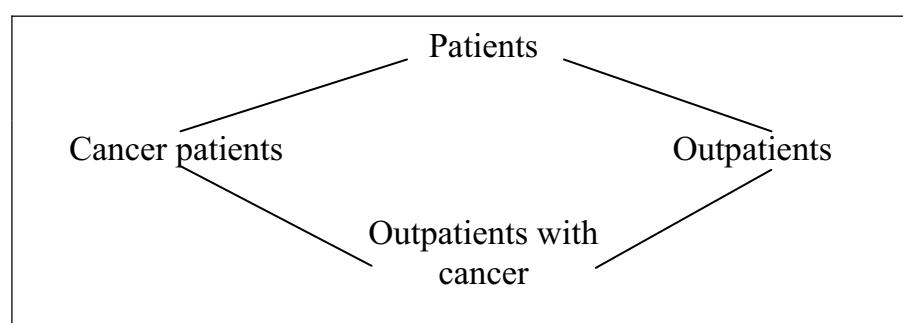 Patients
Cancer patients
Outpatients
Outpatients with
cancer